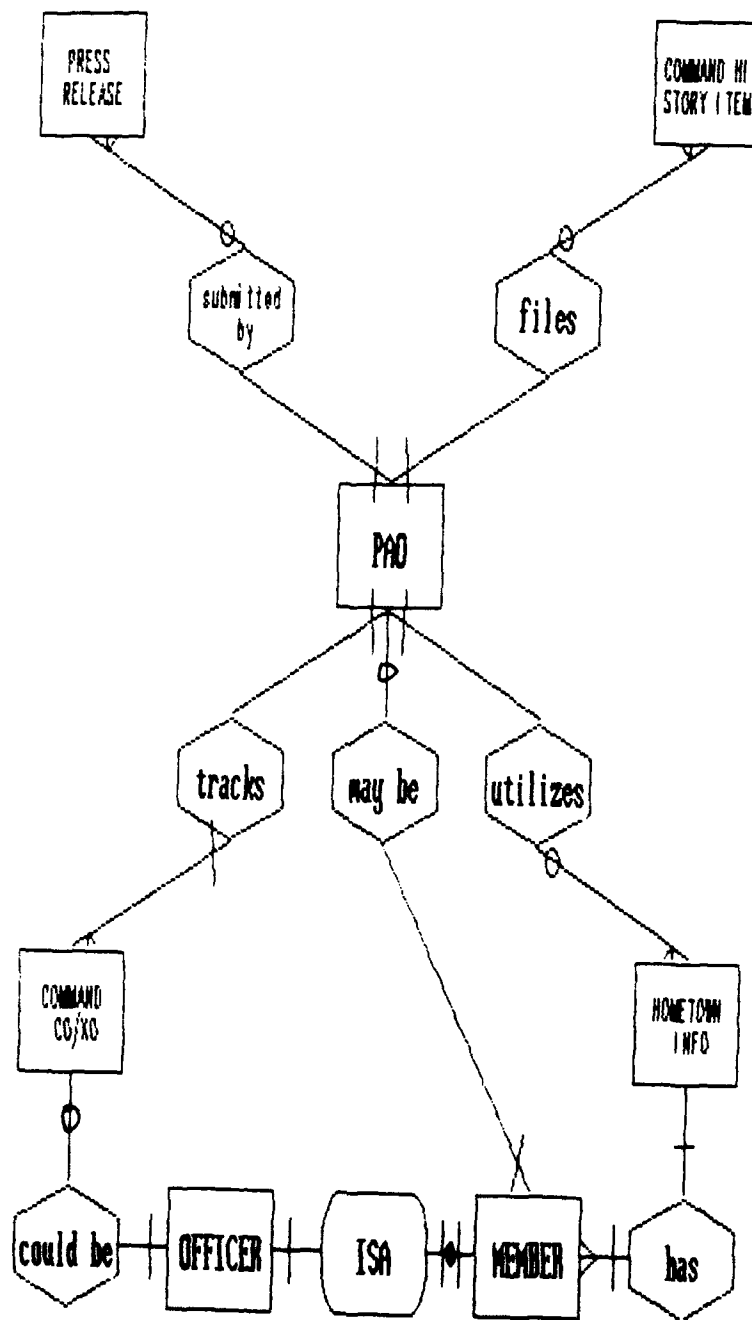 PRESS
RELEASE
COMMAND HI
STORY ITEM
submitted
by
files
PAO
tracks
may be
utilizes
COMMAND
CO/XO
HOMETOWN
INFO
could be
OFFICER
ISA
MEMBER
has